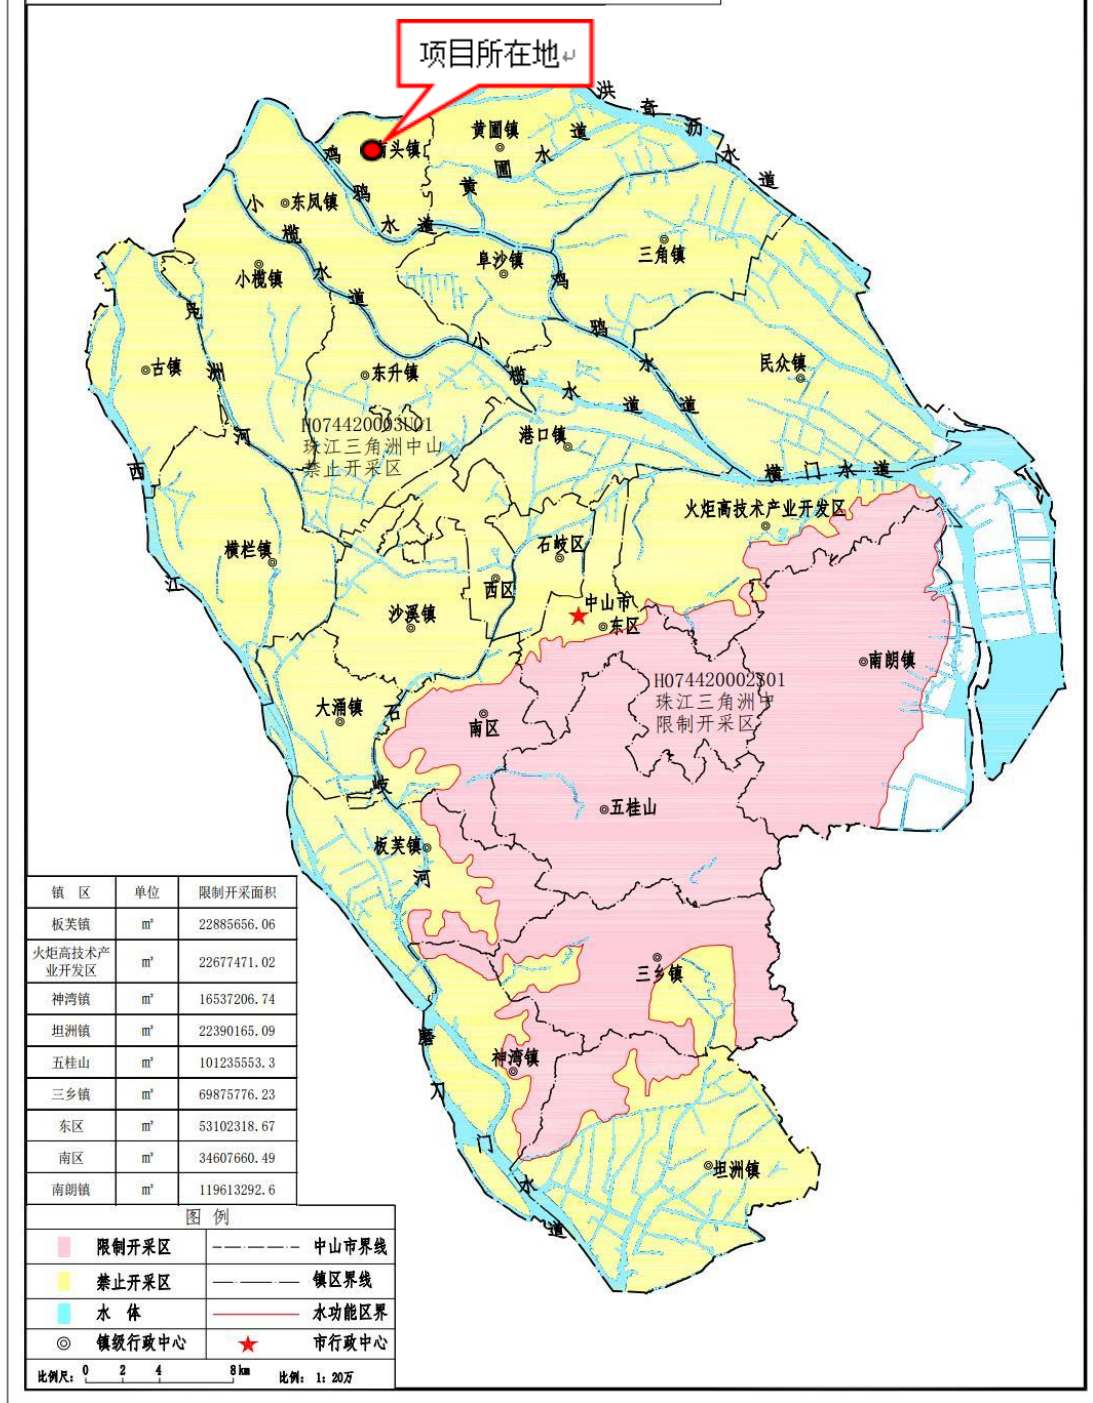 项目所在地
洪奇沥水道
黄圃镇
头镇
黄圃水道
鸡鸦水道
东凤镇
小榄水道
三角镇
阜沙镇
小榄镇
鸡鸦水道
古镇
洲河
东升镇
小榄水道
民众镇
H074420003U01
珠江三角洲中山
禁止开采区
港口镇
西江
横门水道
火炬高技术产业开发区
横栏镇
石岐区
西区
中山市
东区
沙溪镇
南朗镇
H074420002S01
珠江三角洲中
限制开采区
大涌镇
石岐河
南区
五桂山
板芙镇
三乡镇
神湾镇
磨刀门水道
坦洲镇
镇 区 单位 限制开采面积
板芙镇 m² 22885656.06
火炬高技术产
业开发区 m² 22677471.02
神湾镇 m² 16537206.74
坦洲镇 m² 22390165.09
五桂山 m² 101235553.3
三乡镇 m² 69875776.23
东区 m² 53102318.67
南区 m² 34607660.49
南朗镇 m² 119613292.6
图 例
限制开采区 中山市界线
禁止开采区 镇区界线
水 体 水功能区界
镇级行政中心 市行政中心
比例尺: 0 2 4 8km 比例: 1: 20万